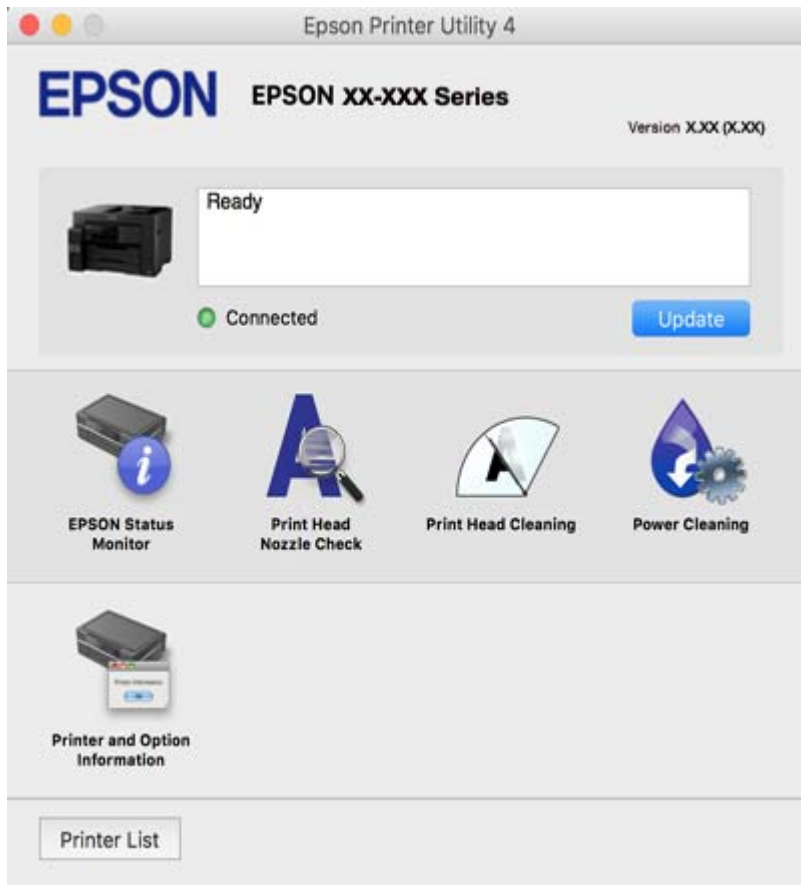 Epson Printer Utility 4
EPSON
EPSON XX-XXX Series
Version X.XX (X.XX)
Ready
Connected
Update
EPSON Status
Monitor
Print Head
Nozzle Check
Print Head Cleaning
Power Cleaning
Printer and Option
Information
Printer List